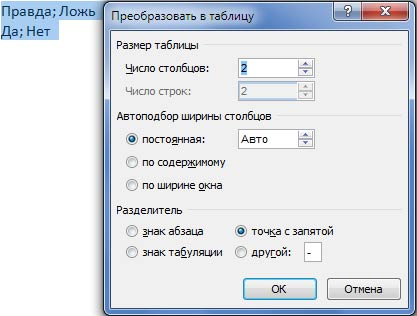 Правда; Ложь
Да; Нет
Преобразовать в таблицу
?
Размер таблицы
Число столбцов: 2
Число строк: 2
Автоподбор ширины столбцов
постоянная: Авто
по содержимому
по ширине окна
Разделитель
знак абзаца точка с запятой
знак табуляции другой: -
ОК Отмена